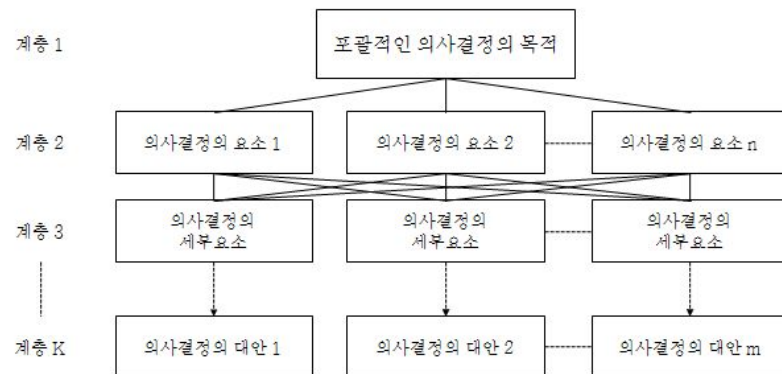 계층 1
포괄적인 의사결정의 목적
계층 2
의사결정의 요소 1
의사결정의 요소 2
의사결정의 요소 n
계층 3
의사결정의
세부요소
의사결정의
세부요소
의사결정의
세부요소
계층 K
의사결정의 대안 1
의사결정의 대안 2
의사결정의 대안 m